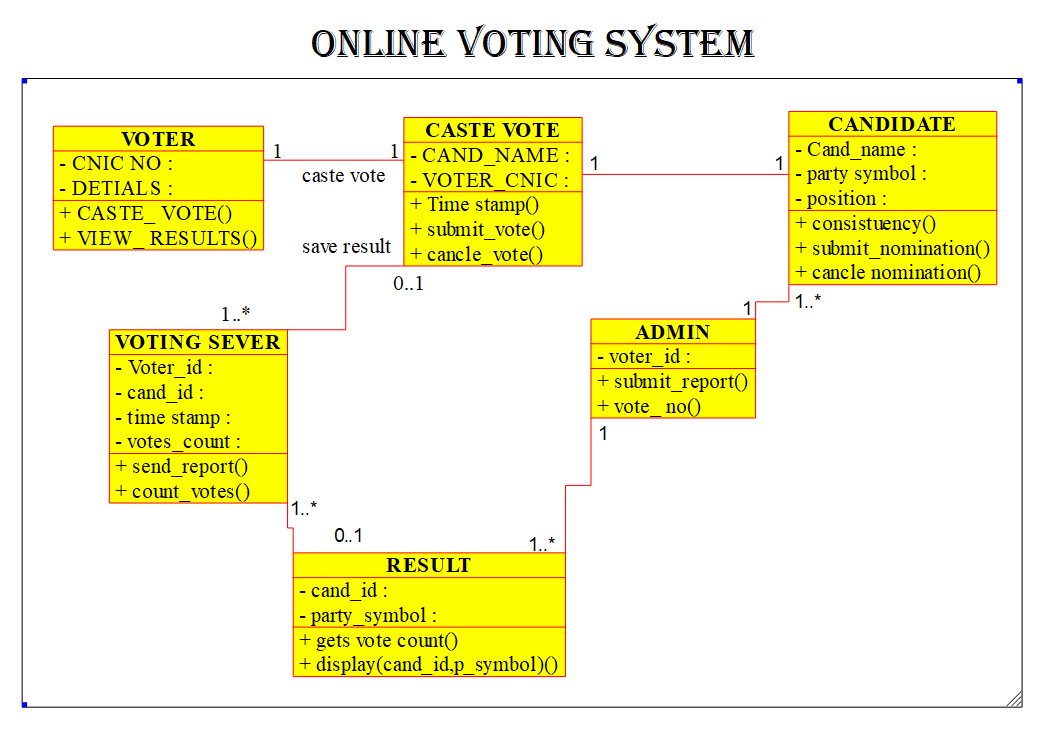 ONLINE VOTING SYSTEM
VOTER
- CNIC NO :
- DETIALS :
+ CASTE_ VOTE()
+ VIEW_ RESULTS()
1
1
caste vote
CASTE VOTE
- CAND_NAME :
- VOTER_CNIC :
+ Time stamp()
+ submit_vote()
+ cancle_vote()
1
1
CANDIDATE
- Cand_name :
- party symbol :
- position :
+ consistuency()
+ submit_nomination()
+ cancle nomination()
save result
0..1
1..*
1
1..*
VOTING SEVER
- Voter_id :
- cand_id :
- time stamp :
- votes_count :
+ send_report()
+ count_votes()
ADMIN
- voter_id :
+ submit_report()
+ vote_ no()
1
1..*
0..1
1..*
RESULT
- cand_id :
- party_symbol :
+ gets vote count()
+ display(cand_id,p_symbol)()